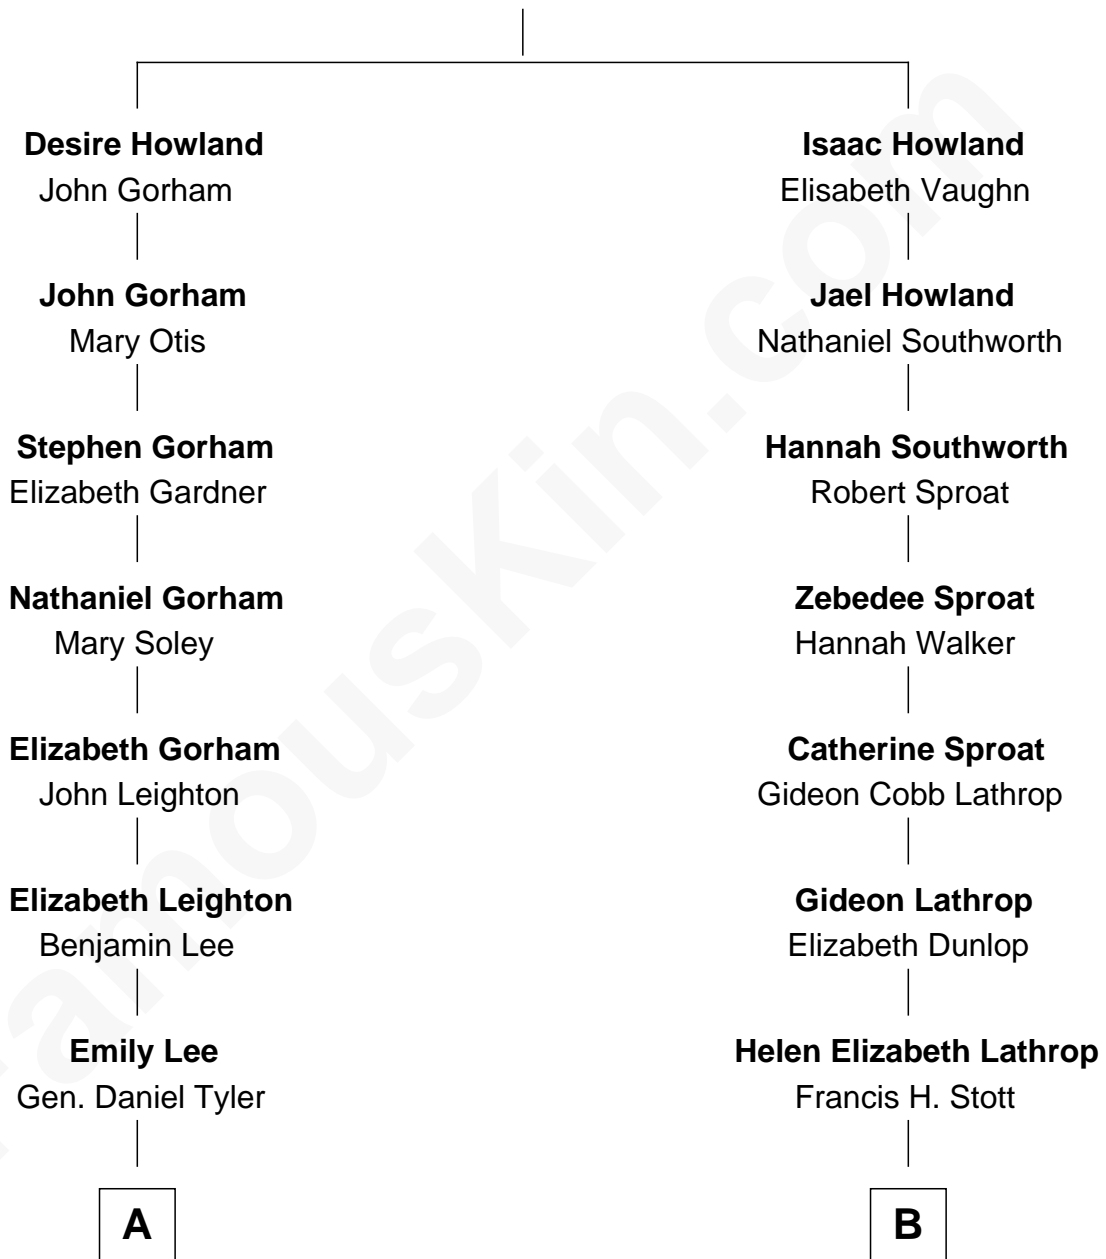 Desire Howland
John Gorham
Isaac Howland
Elisabeth Vaughn
John Gorham
Mary Otis
Jael Howland
Nathaniel Southworth
Stephen Gorham
Elizabeth Gardner
Hannah Southworth
Robert Sproat
Nathaniel Gorham
Mary Soley
Zebedee Sproat
Hannah Walker
Elizabeth Gorham
John Leighton
Catherine Sproat
Gideon Cobb Lathrop
Elizabeth Leighton
Benjamin Lee
Gideon Lathrop
Elizabeth Dunlop
Emily Lee
Gen. Daniel Tyler
Helen Elizabeth Lathrop
Francis H. Stott
A
B
FamousKin.com